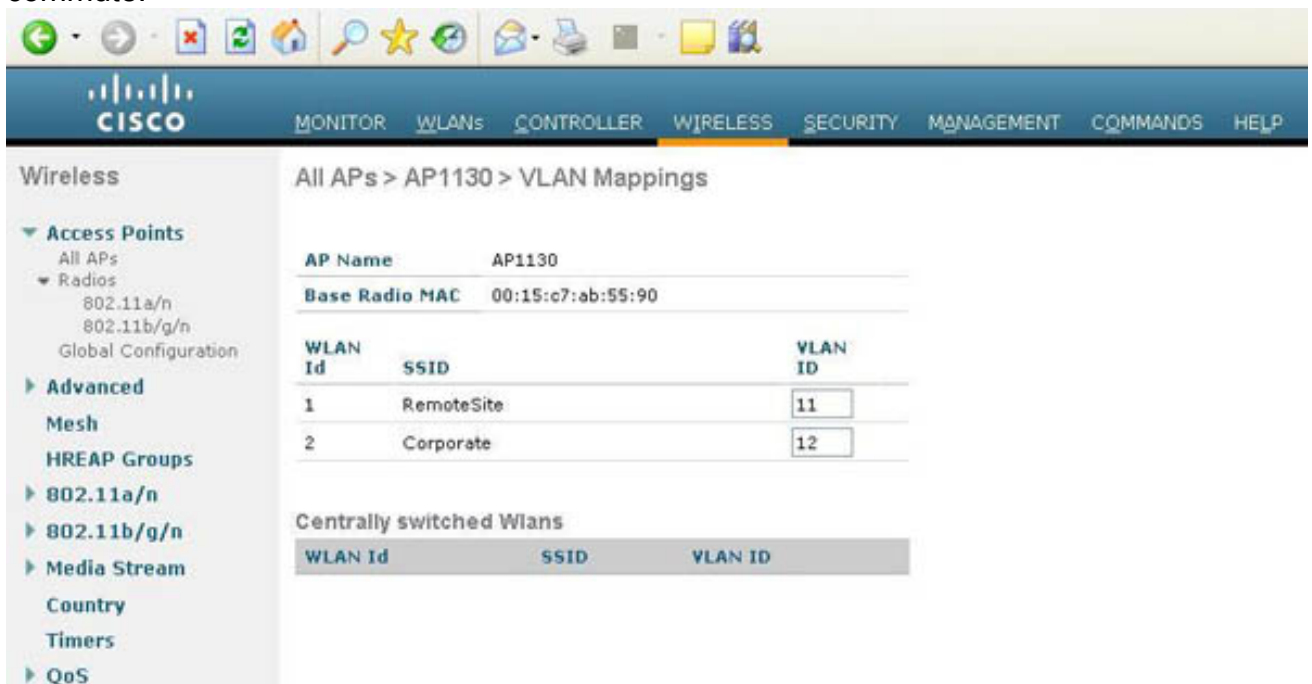 CISCO
MONITOR WLANs CONTROLLER WIRELESS SECURITY MANAGEMENT COMMANDS HELP
Wireless
Access Points
All APs
Radios
802.11a/n
802.11b/g/n
Global Configuration
Advanced
Mesh
HREAP Groups
802.11a/n
802.11b/g/n
Media Stream
Country
Timers
QoS
All APs > AP1130 > VLAN Mappings
AP Name AP1130
Base Radio MAC 00:15:c7:ab:55:90
WLAN Id SSID VLAN ID
1 RemoteSite 11
2 Corporate 12
Centrally switched Wlans
WLAN Id SSID VLAN ID